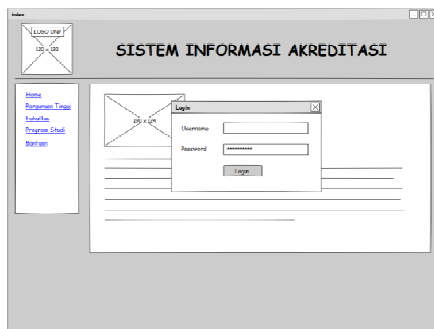 Index
LOGO UNP
120 x 120
SISTEM INFORMASI AKREDITASI
Home
Perguruan Tinggi
Fakultas
Program Studi
Bantuan
Login
Username
Password
**********
Login